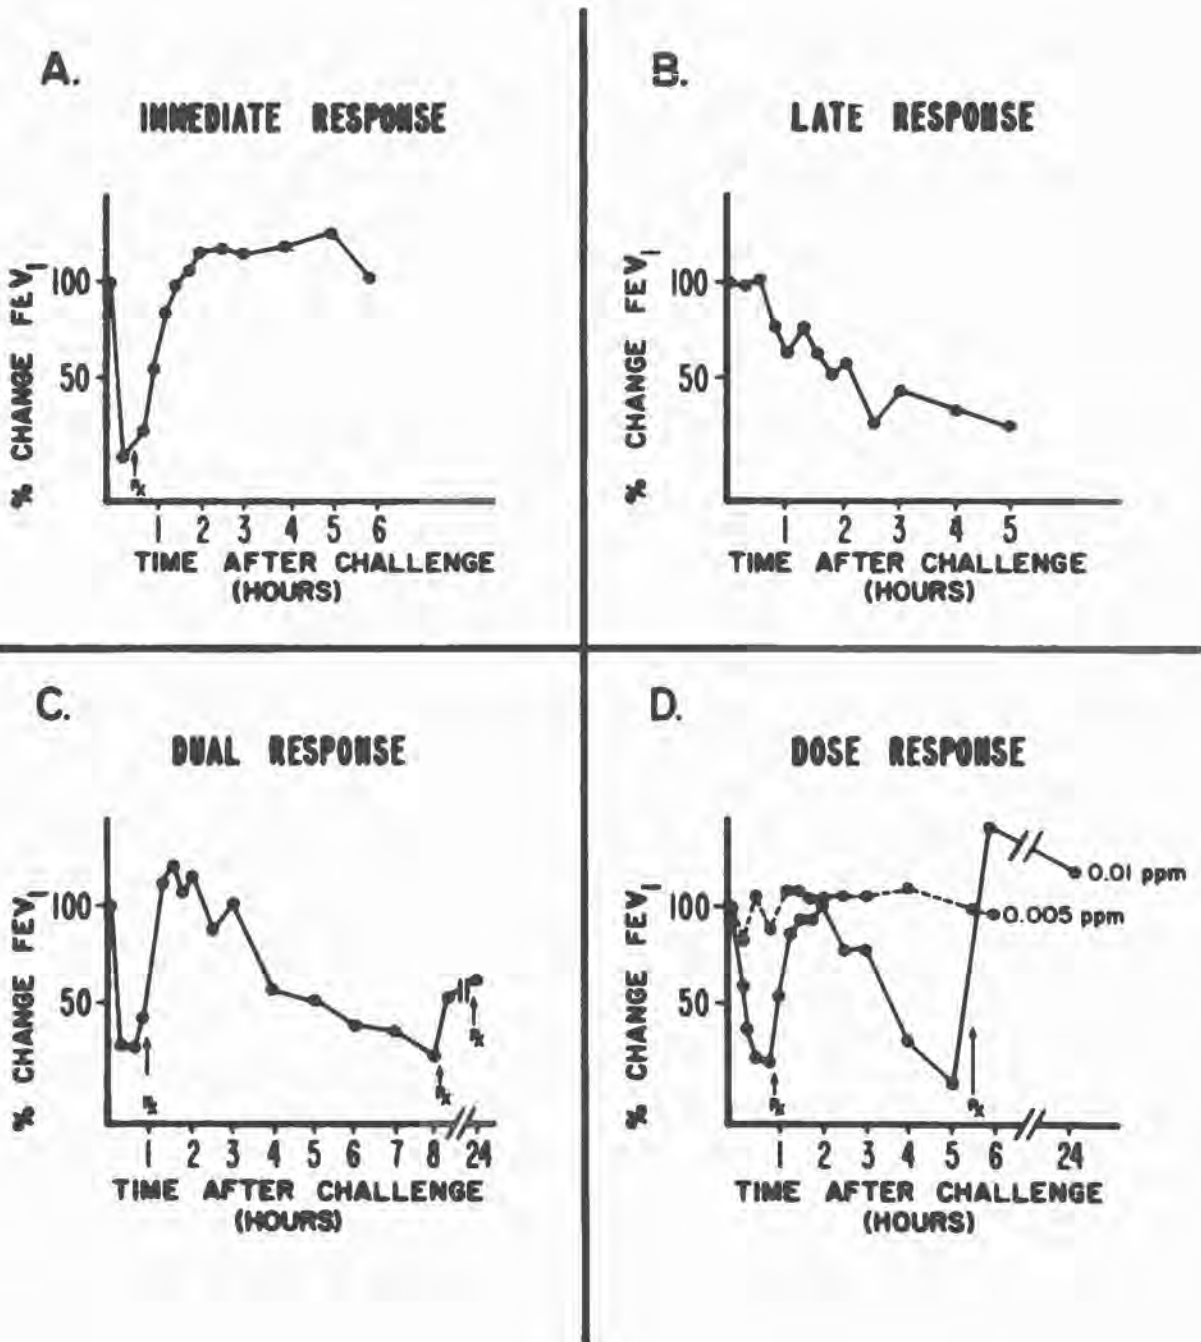 A.
IMMEDIATE RESPONSE
% CHANGE FEV1
100
50
Rx
1 2 3 4 5 6
TIME AFTER CHALLENGE
(HOURS)
B.
LATE RESPONSE
% CHANGE FEV1
100
50
1 2 3 4 5
TIME AFTER CHALLENGE
(HOURS)
C.
DUAL RESPONSE
% CHANGE FEV1
100
50
Rx
Rx
Rx
1 2 3 4 5 6 7 8 24
TIME AFTER CHALLENGE
(HOURS)
D.
DOSE RESPONSE
% CHANGE FEV1
100
50
0.01 ppm
0.005 ppm
Rx
Rx
1 2 3 4 5 6 24
TIME AFTER CHALLENGE
(HOURS)